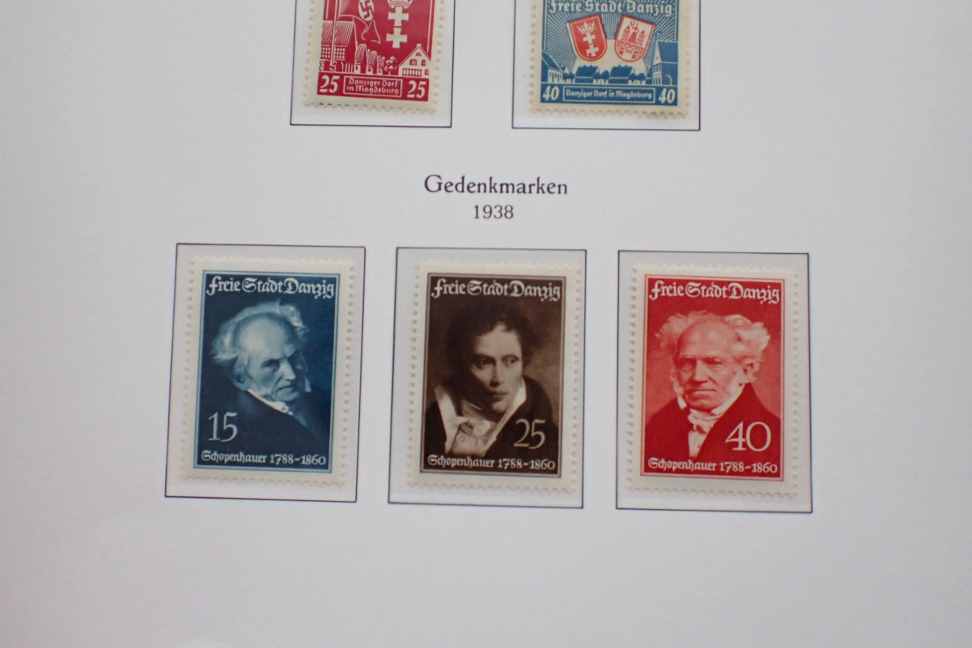 25 Danziger Dorf in Magdeburg 25
Freie Stadt Danzig
40 Danziger Dorf in Magdeburg 40
Gedenkmarken
1938
Freie Stadt Danzig
15
Schopenhauer 1788-1860
Freie Stadt Danzig
25
Schopenhauer 1788-1860
Freie Stadt Danzig
40
Schopenhauer 1788-1860